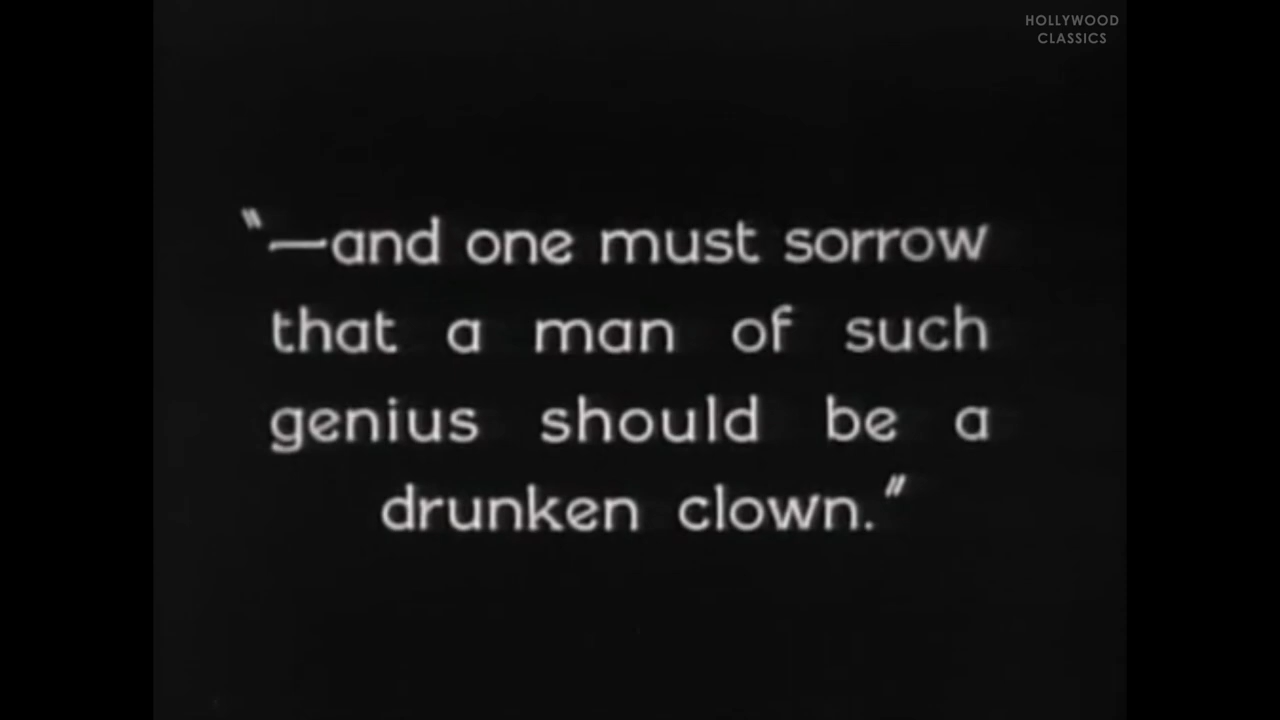 HOLLYWOOD
CLASSICS
"—and one must sorrow
that a man of such
genius should be a
drunken clown."